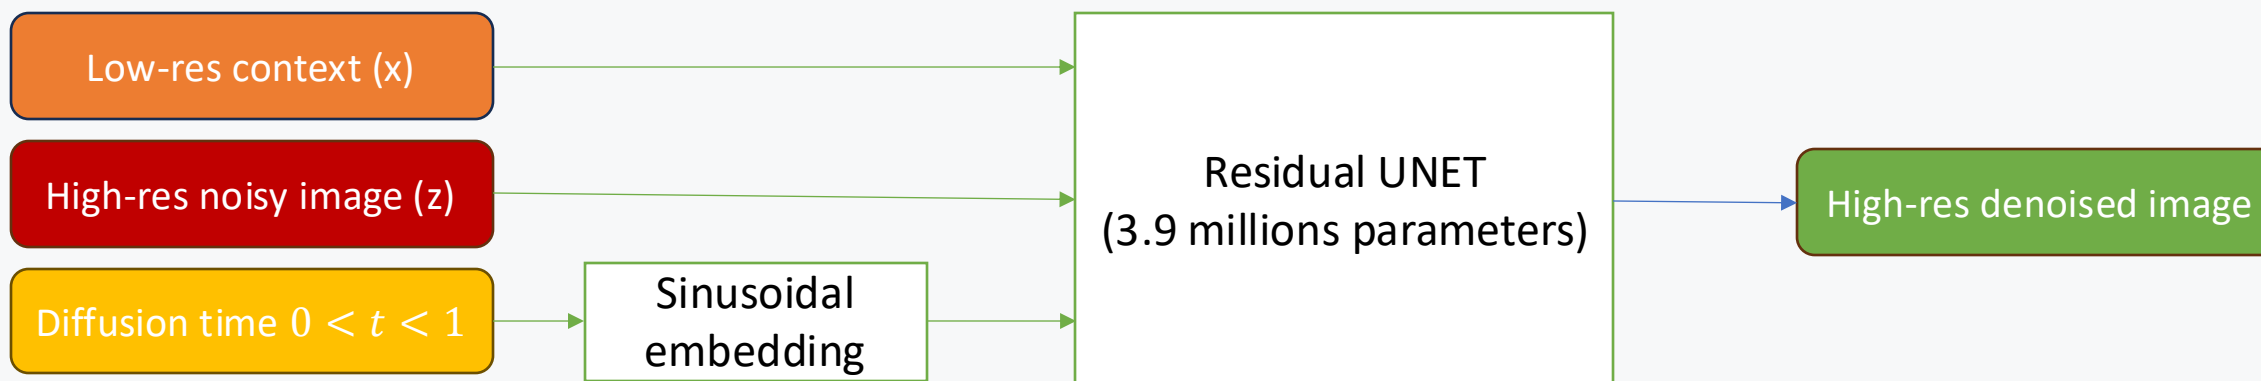 Low-res context (x)
High-res noisy image (z)
Diffusion time 0 < t < 1
Sinusoidal
embedding
Residual UNET
(3.9 millions parameters)
High-res denoised image